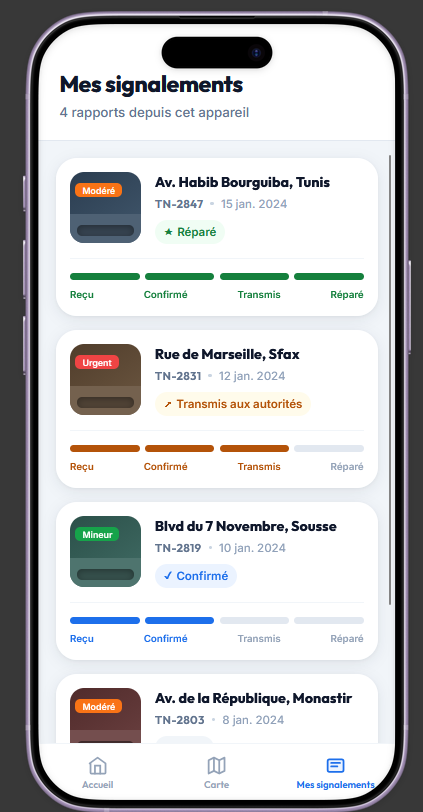 Mes signalements
4 rapports depuis cet appareil
Modéré
Av. Habib Bourguiba, Tunis
TN-2847 • 15 jan. 2024
★ Réparé
Reçu Confirmé Transmis Réparé
Urgent
Rue de Marseille, Sfax
TN-2831 • 12 jan. 2024
↗ Transmis aux autorités
Reçu Confirmé Transmis Réparé
Mineur
Blvd du 7 Novembre, Sousse
TN-2819 • 10 jan. 2024
✓ Confirmé
Reçu Confirmé Transmis Réparé
Modéré
Av. de la République, Monastir
TN-2803 • 8 jan. 2024
Accueil Carte Mes signalements